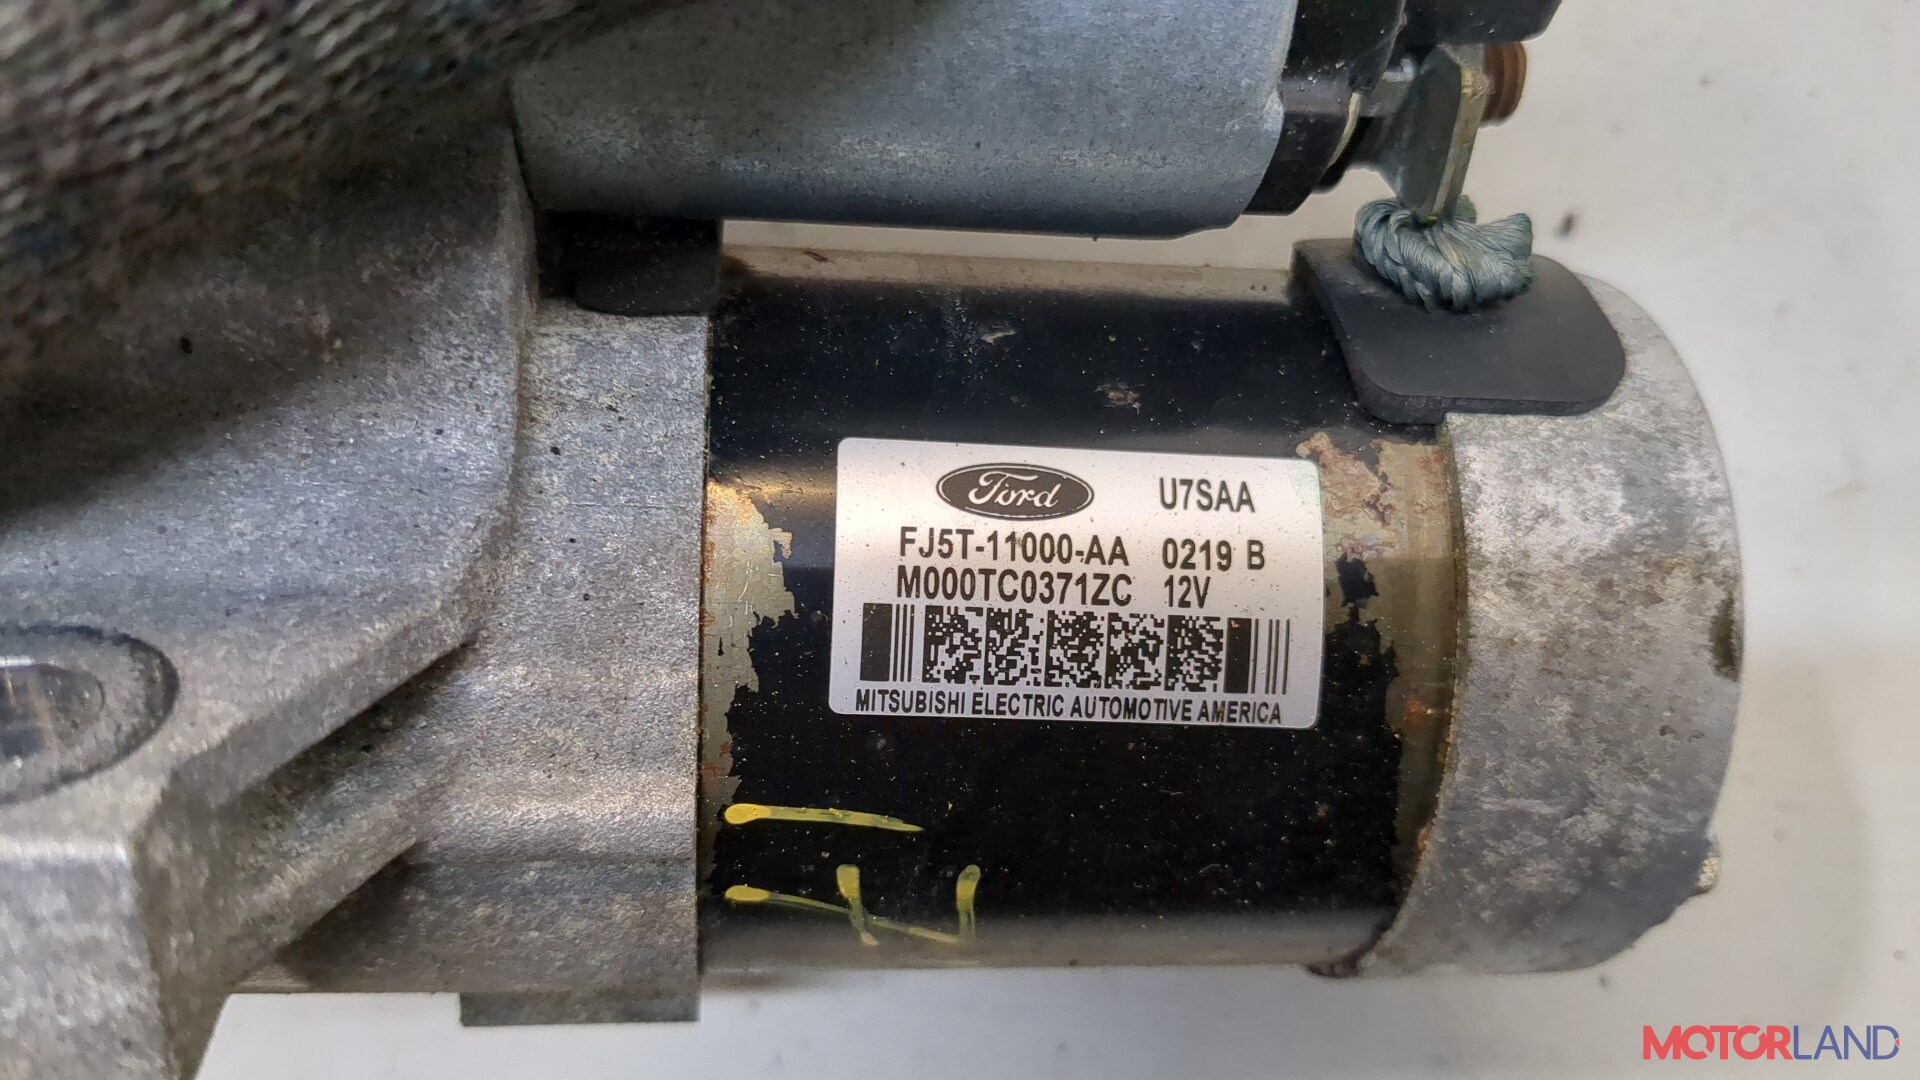 Ford U7SAA
FJ5T-11000-AA 0219 B
M000TC0371ZC 12V
MITSUBISHI ELECTRIC AUTOMOTIVE AMERICA
MOTORLAND